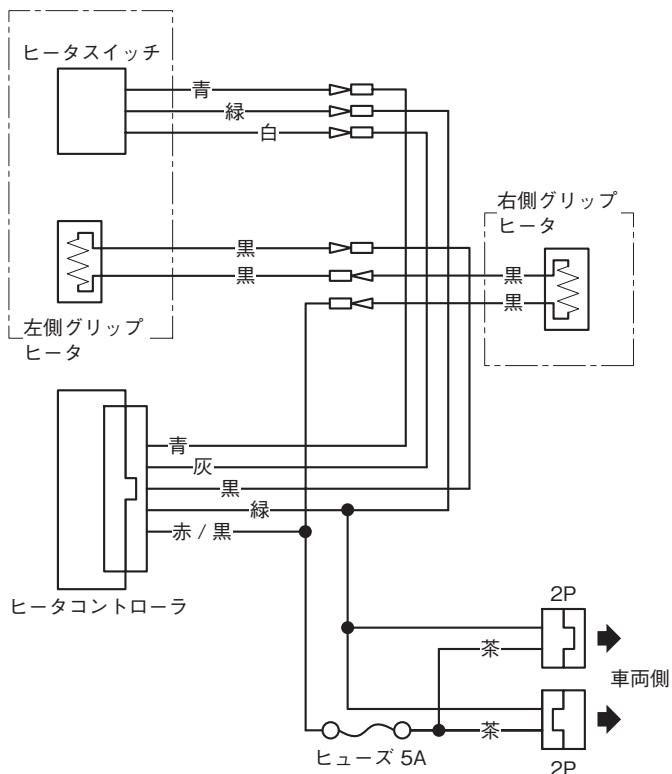 ヒータスイッチ
青
緑
白
右側グリップ
ヒータ
黒
黒
黒
黒
左側グリップ
ヒータ
青
灰
黒
緑
赤 / 黒
ヒータコントローラ
2P
茶
車両側
茶
ヒューズ 5A
2P